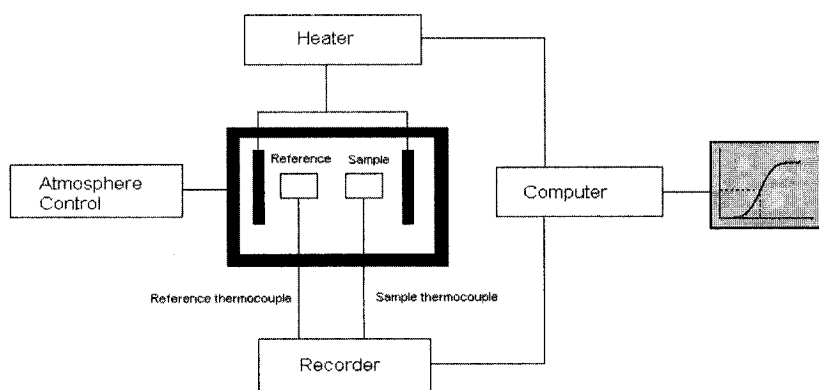 Heater
Reference
Sample
Atmosphere
Control
Computer
Reference thermocouple
Sample thermocouple
Recorder